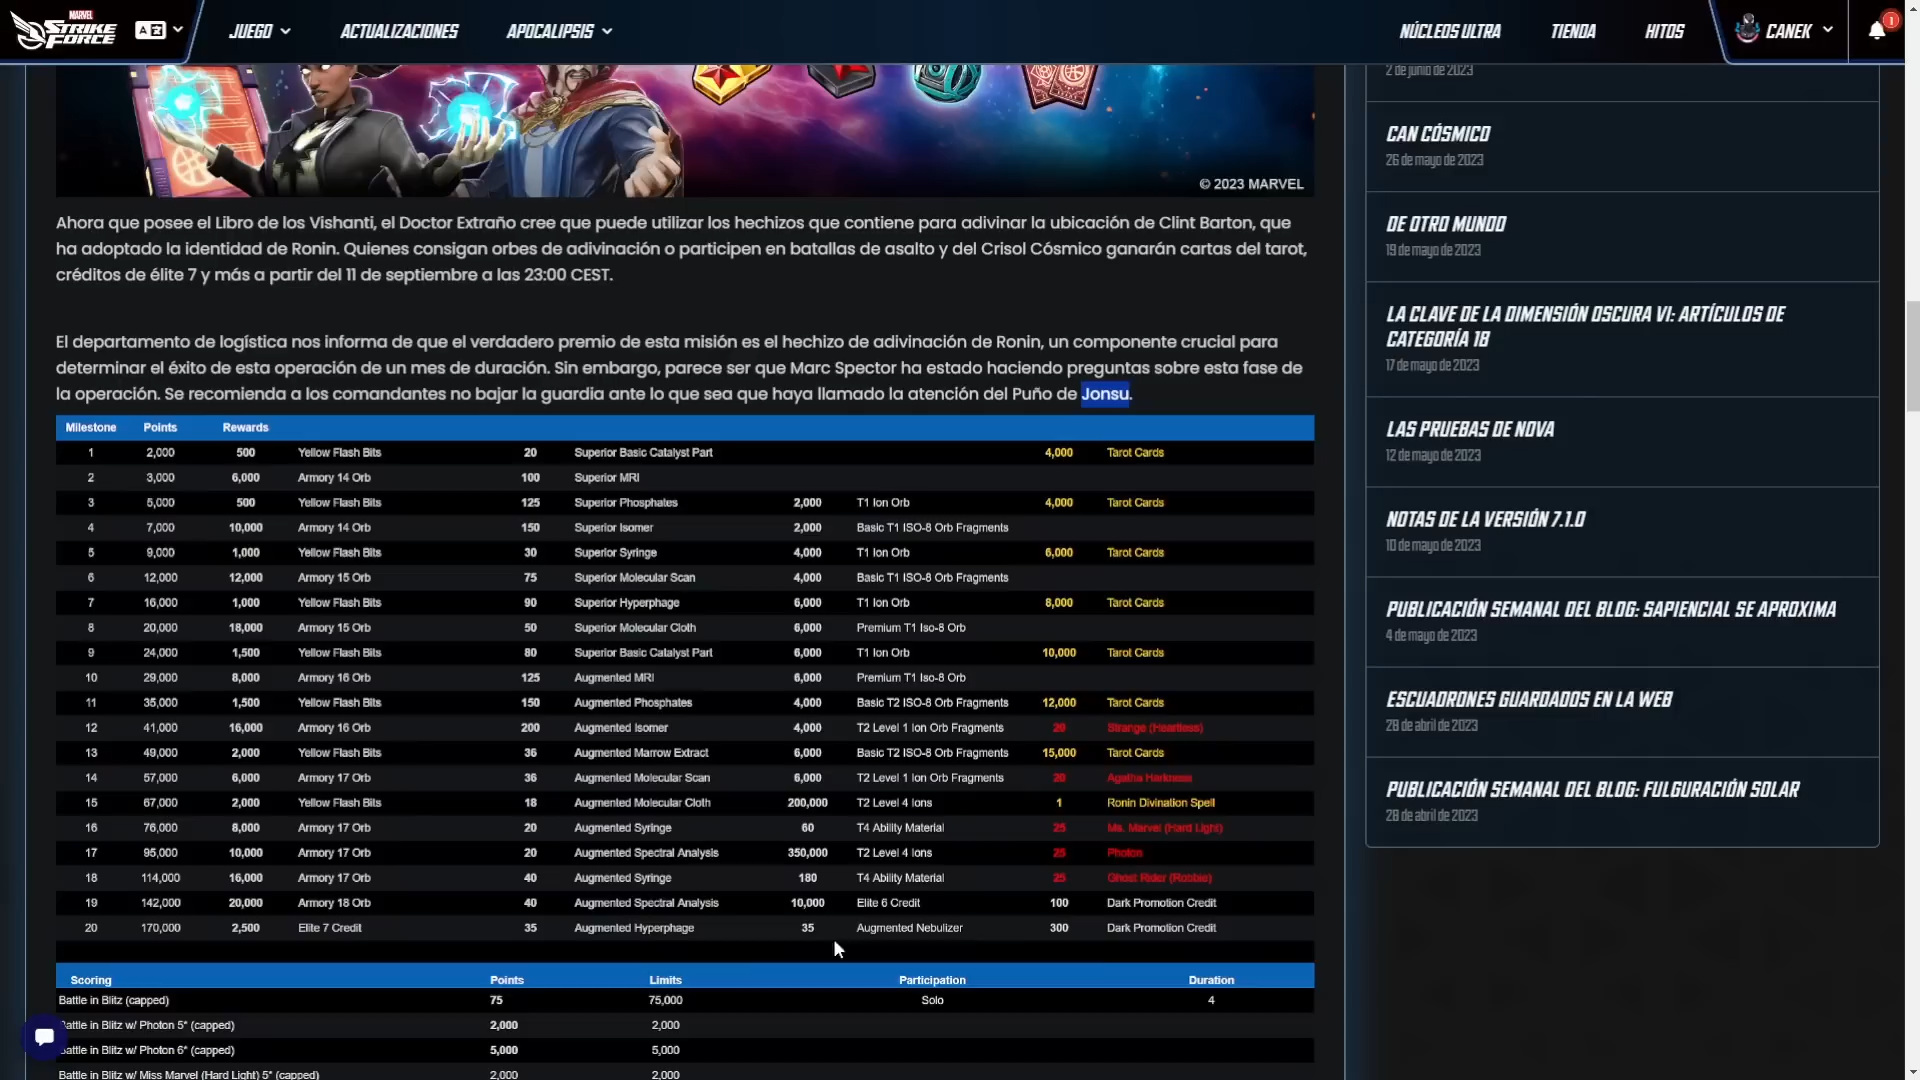 MARVEL STRIKE FORCE
JUEGO
ACTUALIZACIONES
APOCALIPSIS
NÚCLEOS ULTRA
TIENDA
HITOS
CANEK
1
© 2023 MARVEL
Ahora que posee el Libro de los Vishanti, el Doctor Extraño cree que puede utilizar los hechizos que contiene para adivinar la ubicación de Clint Barton, que
ha adoptado la identidad de Ronin. Quienes consigan orbes de adivinación o participen en batallas de asalto y del Crisol Cósmico ganarán cartas del tarot,
créditos de élite 7 y más a partir del 11 de septiembre a las 23:00 CEST.
El departamento de logística nos informa de que el verdadero premio de esta misión es el hechizo de adivinación de Ronin, un componente crucial para
determinar el éxito de esta operación de un mes de duración. Sin embargo, parece ser que Marc Spector ha estado haciendo preguntas sobre esta fase de
la operación. Se recomienda a los comandantes no bajar la guardia ante lo que sea que haya llamado la atención del Puño de Jonsu.
Milestone Points Rewards
1 2,000 500 Yellow Flash Bits 20 Superior Basic Catalyst Part 4,000 Tarot Cards
2 3,000 6,000 Armory 14 Orb 100 Superior MRI
3 5,000 500 Yellow Flash Bits 125 Superior Phosphates 2,000 T1 Ion Orb 4,000 Tarot Cards
4 7,000 10,000 Armory 14 Orb 150 Superior Isomer 2,000 Basic T1 ISO-8 Orb Fragments
5 9,000 1,000 Yellow Flash Bits 30 Superior Syringe 4,000 T1 Ion Orb 6,000 Tarot Cards
6 12,000 12,000 Armory 15 Orb 75 Superior Molecular Scan 4,000 Basic T1 ISO-8 Orb Fragments
7 16,000 1,000 Yellow Flash Bits 90 Superior Hyperphage 6,000 T1 Ion Orb 8,000 Tarot Cards
8 20,000 18,000 Armory 15 Orb 50 Superior Molecular Cloth 6,000 Premium T1 Iso-8 Orb
9 24,000 1,500 Yellow Flash Bits 80 Superior Basic Catalyst Part 6,000 T1 Ion Orb 10,000 Tarot Cards
10 29,000 8,000 Armory 16 Orb 125 Augmented MRI 6,000 Premium T1 Iso-8 Orb
11 35,000 1,500 Yellow Flash Bits 150 Augmented Phosphates 4,000 Basic T2 ISO-8 Orb Fragments 12,000 Tarot Cards
12 41,000 16,000 Armory 16 Orb 200 Augmented Isomer 4,000 T2 Level 1 Ion Orb Fragments 20 Strange (Heartless)
13 49,000 2,000 Yellow Flash Bits 36 Augmented Marrow Extract 6,000 Basic T2 ISO-8 Orb Fragments 15,000 Tarot Cards
14 57,000 6,000 Armory 17 Orb 36 Augmented Molecular Scan 6,000 T2 Level 1 Ion Orb Fragments 20 Agatha Harkness
15 67,000 2,000 Yellow Flash Bits 18 Augmented Molecular Cloth 200,000 T2 Level 4 Ions 1 Ronin Divination Spell
16 76,000 8,000 Armory 17 Orb 20 Augmented Syringe 60 T4 Ability Material 25 Ms. Marvel (Hard Light)
17 95,000 10,000 Armory 17 Orb 20 Augmented Spectral Analysis 350,000 T2 Level 4 Ions 25 Photon
18 114,000 16,000 Armory 17 Orb 40 Augmented Syringe 180 T4 Ability Material 25 Ghost Rider (Robbie)
19 142,000 20,000 Armory 18 Orb 40 Augmented Spectral Analysis 10,000 Elite 6 Credit 100 Dark Promotion Credit
20 170,000 2,500 Elite 7 Credit 35 Augmented Hyperphage 35 Augmented Nebulizer 300 Dark Promotion Credit
Scoring Points Limits Participation Duration
Battle in Blitz (capped) 75 75,000 Solo 4
Battle in Blitz w/ Photon 5* (capped) 2,000 2,000
Battle in Blitz w/ Photon 6* (capped) 5,000 5,000
Battle in Blitz w/ Miss Marvel (Hard Light) 5* (capped) 2,000 2,000
2 de junio de 2023
CAN CÓSMICO
26 de mayo de 2023
DE OTRO MUNDO
19 de mayo de 2023
LA CLAVE DE LA DIMENSIÓN OSCURA VI: ARTÍCULOS DE
CATEGORÍA 18
17 de mayo de 2023
LAS PRUEBAS DE NOVA
12 de mayo de 2023
NOTAS DE LA VERSIÓN 7.1.0
10 de mayo de 2023
PUBLICACIÓN SEMANAL DEL BLOG: SAPIENCIAL SE APROXIMA
4 de mayo de 2023
ESCUADRONES GUARDADOS EN LA WEB
28 de abril de 2023
PUBLICACIÓN SEMANAL DEL BLOG: FULGURACIÓN SOLAR
28 de abril de 2023